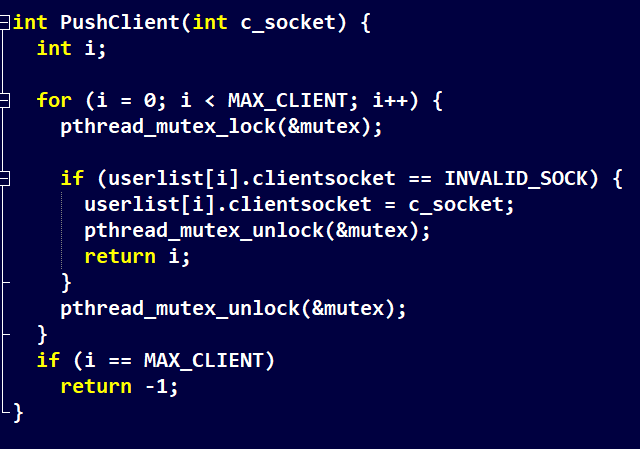 int PushClient(int c_socket) {
  int i;

  for (i = 0; i < MAX_CLIENT; i++) {
    pthread_mutex_lock(&mutex);

    if (userlist[i].clientsocket == INVALID_SOCK) {
      userlist[i].clientsocket = c_socket;
      pthread_mutex_unlock(&mutex);
      return i;
    }
    pthread_mutex_unlock(&mutex);
  }
  if (i == MAX_CLIENT)
    return -1;
}